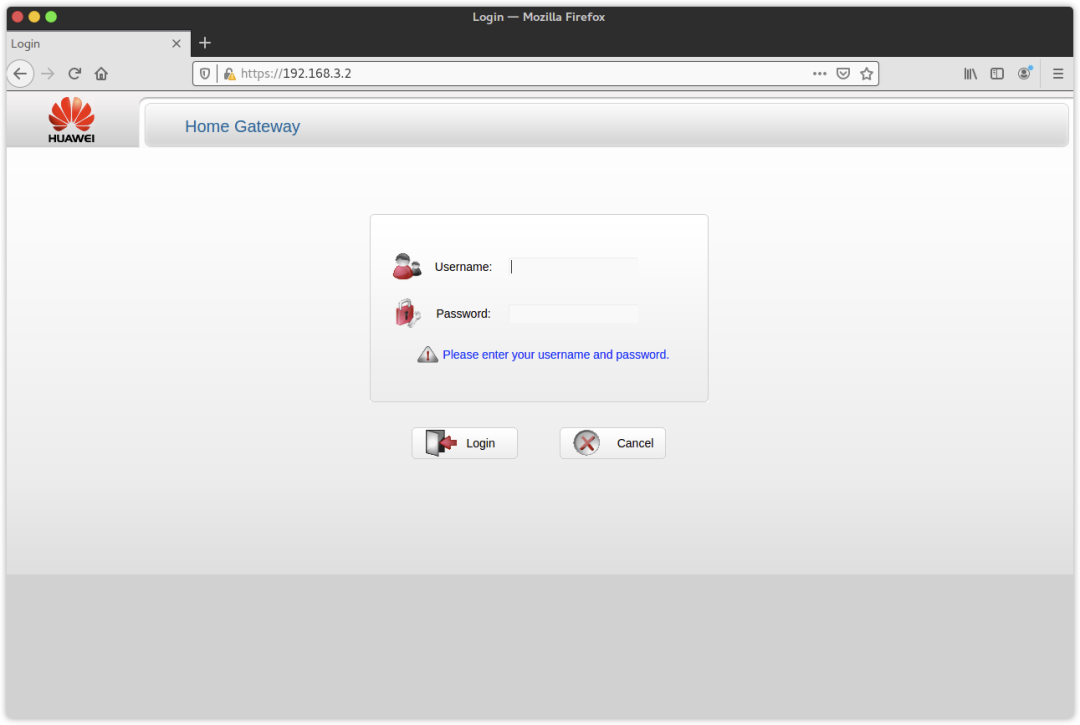 Login — Mozilla Firefox
Login
https://192.168.3.2
HUAWEI
Home Gateway
Username:
Password:
Please enter your username and password.
Login
Cancel